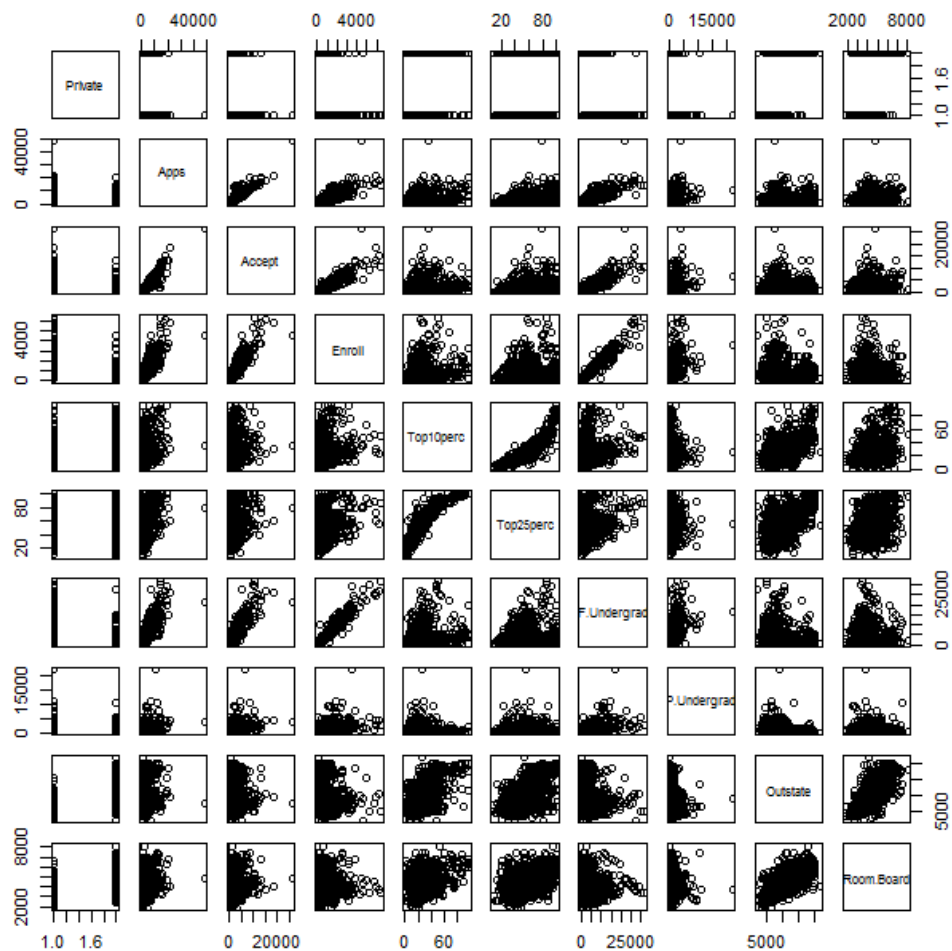 0 40000 0 4000 20 80 0 15000 2000 8000
Private
1.0 1.6
0 40000
Apps
Accept
0 20000
0 4000
Enroll
Top10perc
0 60
20 80
Top25perc
F.Undergrad
0 25000
0 15000
P.Undergrad
Outstate
5000
2000 8000
Room.Board
1.0 1.6 0 20000 0 60 0 25000 5000